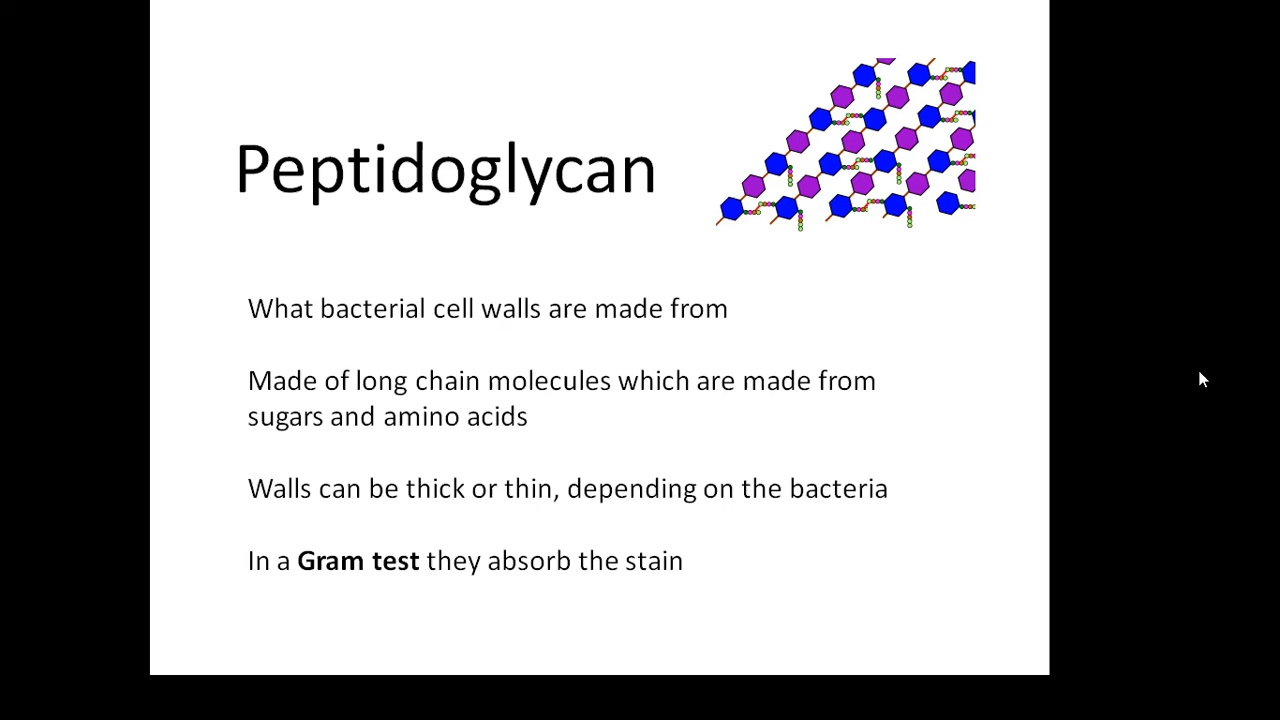 Peptidoglycan
What bacterial cell walls are made from
Made of long chain molecules which are made from
sugars and amino acids
Walls can be thick or thin, depending on the bacteria
In a Gram test they absorb the stain